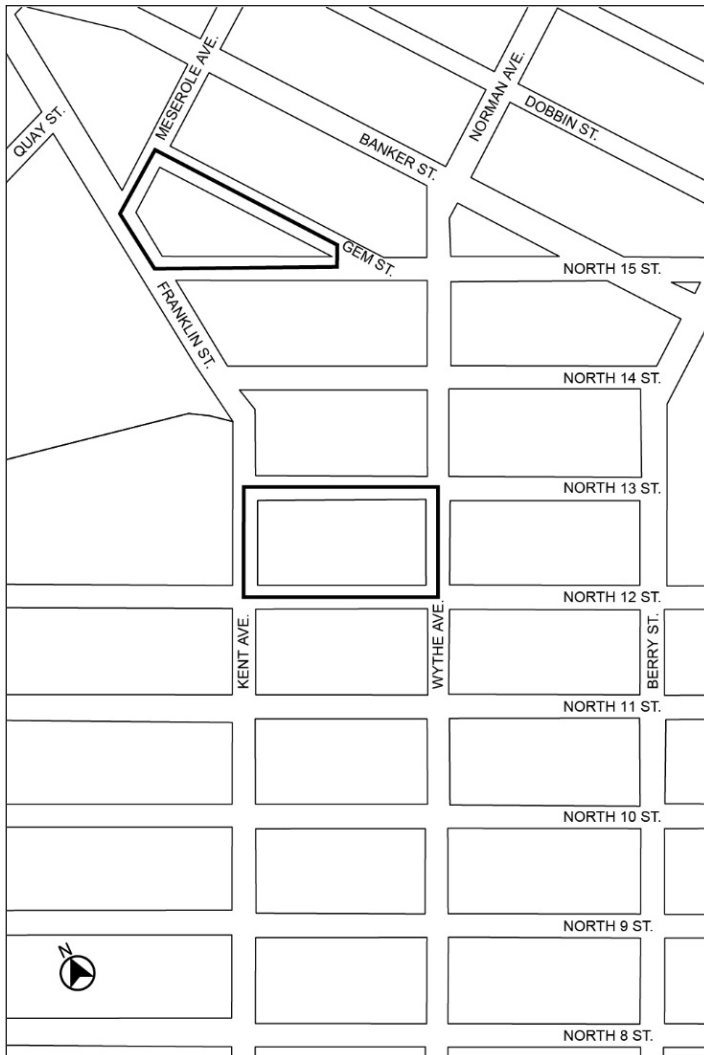 MESEROLE AVE.
NORMAN AVE.
DOBBIN ST.
QUAY ST.
BANKER ST.
GEM ST.
NORTH 15 ST.
FRANKLIN ST.
NORTH 14 ST.
NORTH 13 ST.
NORTH 12 ST.
KENT AVE.
WYTHE AVE.
BERRY ST.
NORTH 11 ST.
NORTH 10 ST.
NORTH 9 ST.
N
NORTH 8 ST.